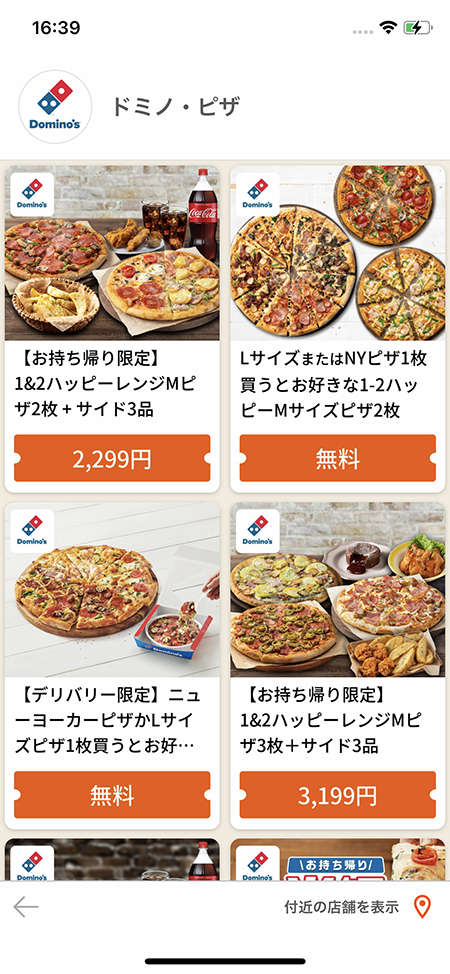 16:39
Domino's
ドミノ・ピザ
Domino's
Coca-Cola
【お持ち帰り限定】
1&2ハッピーレンジMピ
ザ2枚 + サイド3品
2,299円
Domino's
LサイズまたはNYピザ1枚
買うとお好きな1-2ハッ
ピーMサイズピザ2枚
無料
Domino's
Domino's
【デリバリー限定】ニュ
ーヨーカーピザかLサイ
ズピザ1枚買うとお好…
無料
Domino's
【お持ち帰り限定】
1&2ハッピーレンジMピ
ザ3枚＋サイド3品
3,199円
Domino's
Domino's
\お持ち帰り/
付近の店舗を表示